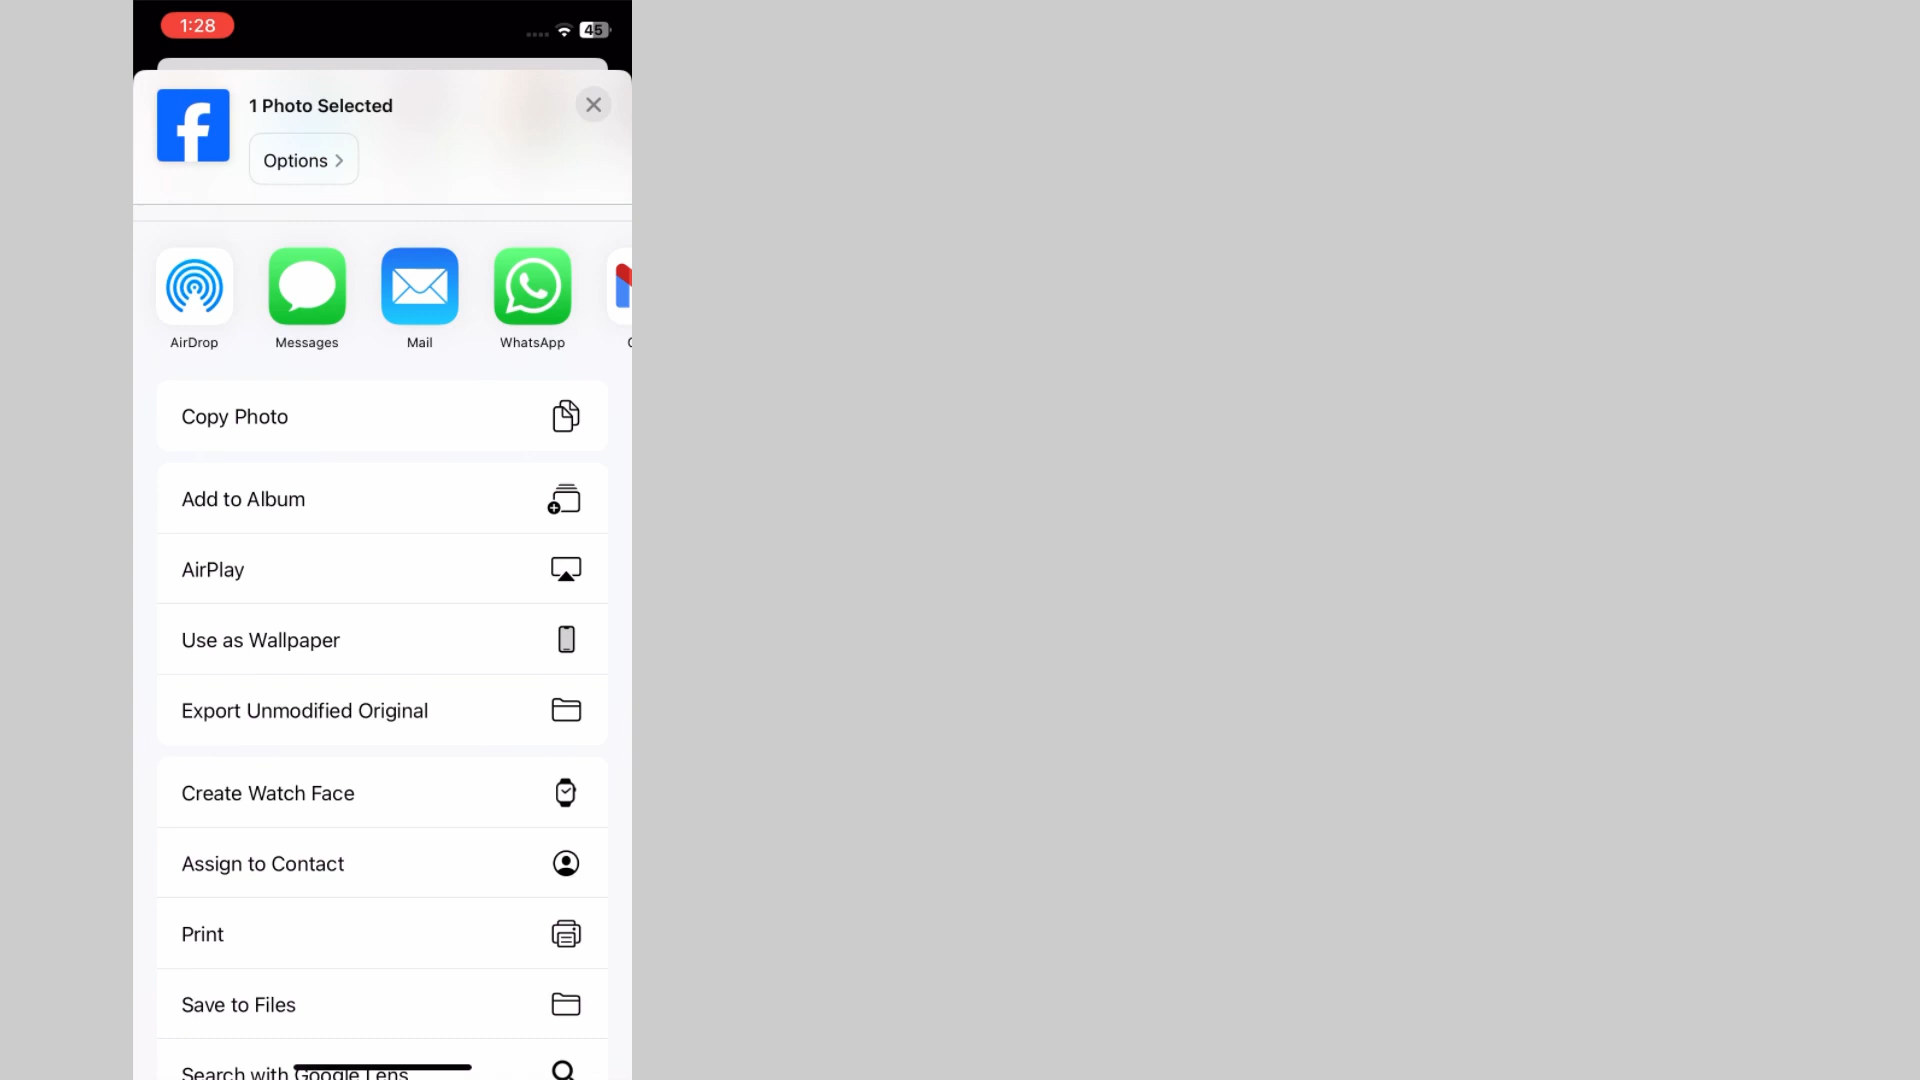 1:28
45
1 Photo Selected
Options
AirDrop
Messages
Mail
WhatsApp
Copy Photo
Add to Album
AirPlay
Use as Wallpaper
Export Unmodified Original
Create Watch Face
Assign to Contact
Print
Save to Files
Search with Google Lens